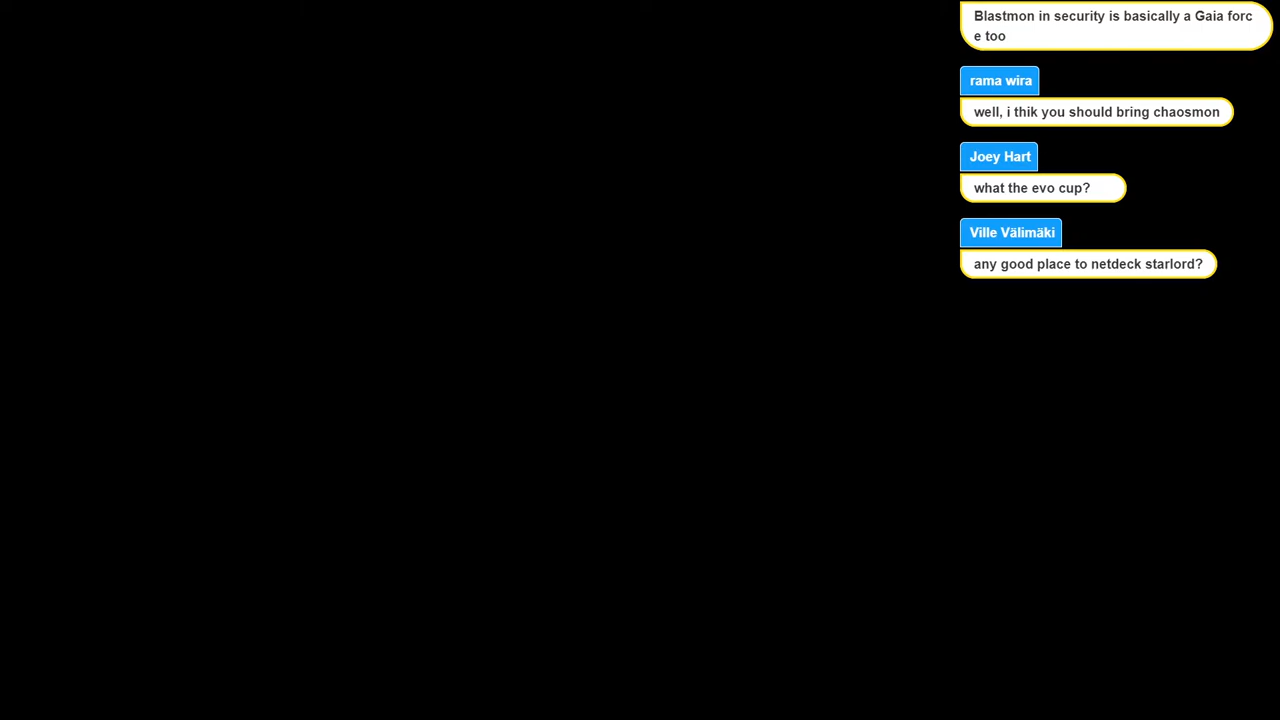 Blastmon in security is basically a Gaia forc
e too
rama wira
well, i thik you should bring chaosmon
Joey Hart
what the evo cup?
Ville Välimäki
any good place to netdeck starlord?